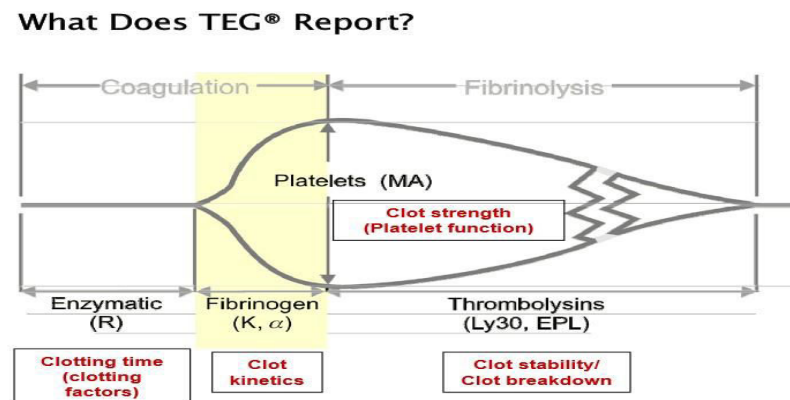 What Does TEG® Report?
Coagulation
Fibrinolysis
Platelets (MA)
Clot strength
(Platelet function)
Enzymatic
(R)
Fibrinogen
(K, α)
Thrombolysins
(Ly30, EPL)
Clotting time
(clotting
factors)
Clot
kinetics
Clot stability/
Clot breakdown